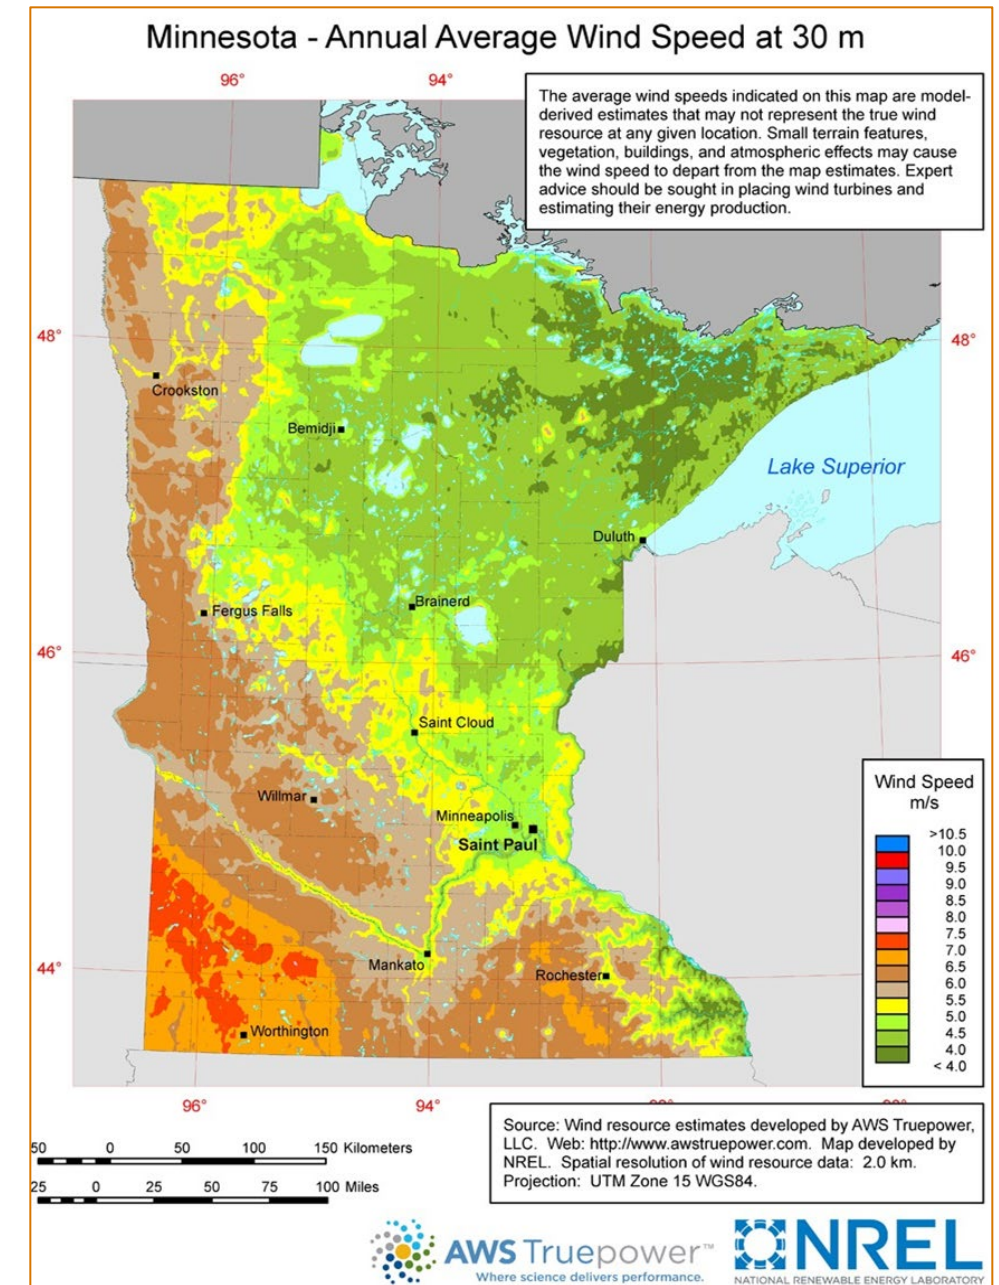 Minnesota - Annual Average Wind Speed at 30 m
96°
94°
The average wind speeds indicated on this map are model-
derived estimates that may not represent the true wind
resource at any given location. Small terrain features,
vegetation, buildings, and atmospheric effects may cause
the wind speed to depart from the map estimates. Expert
advice should be sought in placing wind turbines and
estimating their energy production.
48°
48°
Crookston
Bemidji
Lake Superior
Duluth
Brainerd
Fergus Falls
46°
46°
Saint Cloud
Willmar
Minneapolis
Saint Paul
Wind Speed
m/s
>10.5
10.0
9.5
9.0
8.5
8.0
7.5
7.0
6.5
6.0
5.5
5.0
4.5
4.0
< 4.0
44°
Mankato
Rochester
Worthington
96°
94°
50 0 50 100 150 Kilometers
25 0 25 50 75 100 Miles
Source: Wind resource estimates developed by AWS Truepower,
LLC. Web: http://www.awstruepower.com. Map developed by
NREL. Spatial resolution of wind resource data: 2.0 km.
Projection: UTM Zone 15 WGS84.
AWS Truepower™
Where science delivers performance.
NREL
NATIONAL RENEWABLE ENERGY LABORATORY